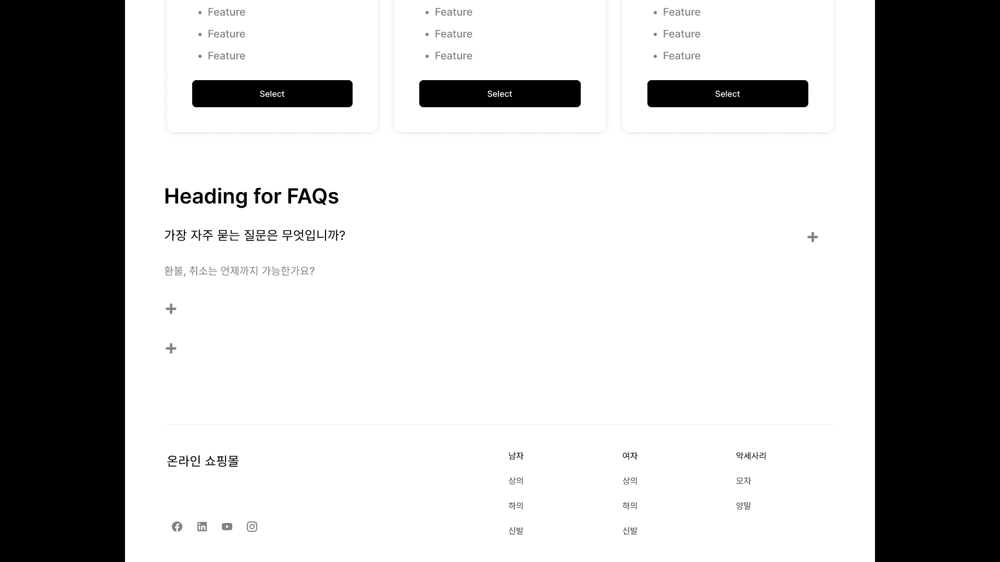 Feature Feature Feature
Feature Feature Feature
Feature Feature Feature
Select Select Select
Heading for FAQs
가장 자주 묻는 질문은 무엇입니까?
환불, 취소는 언제까지 가능한가요?
온라인 쇼핑몰
남자
상의
하의
신발
여자
상의
하의
신발
악세사리
모자
양말